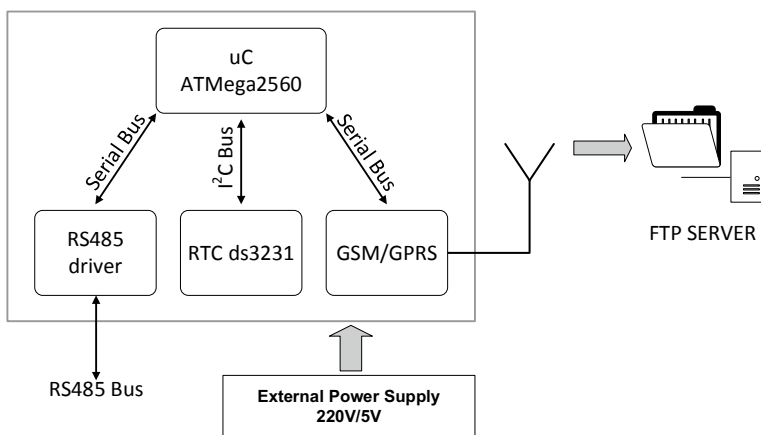 uC
ATMega2560
Serial Bus
I²C Bus
Serial Bus
RS485
driver
RTC ds3231
GSM/GPRS
FTP SERVER
RS485 Bus
External Power Supply
220V/5V